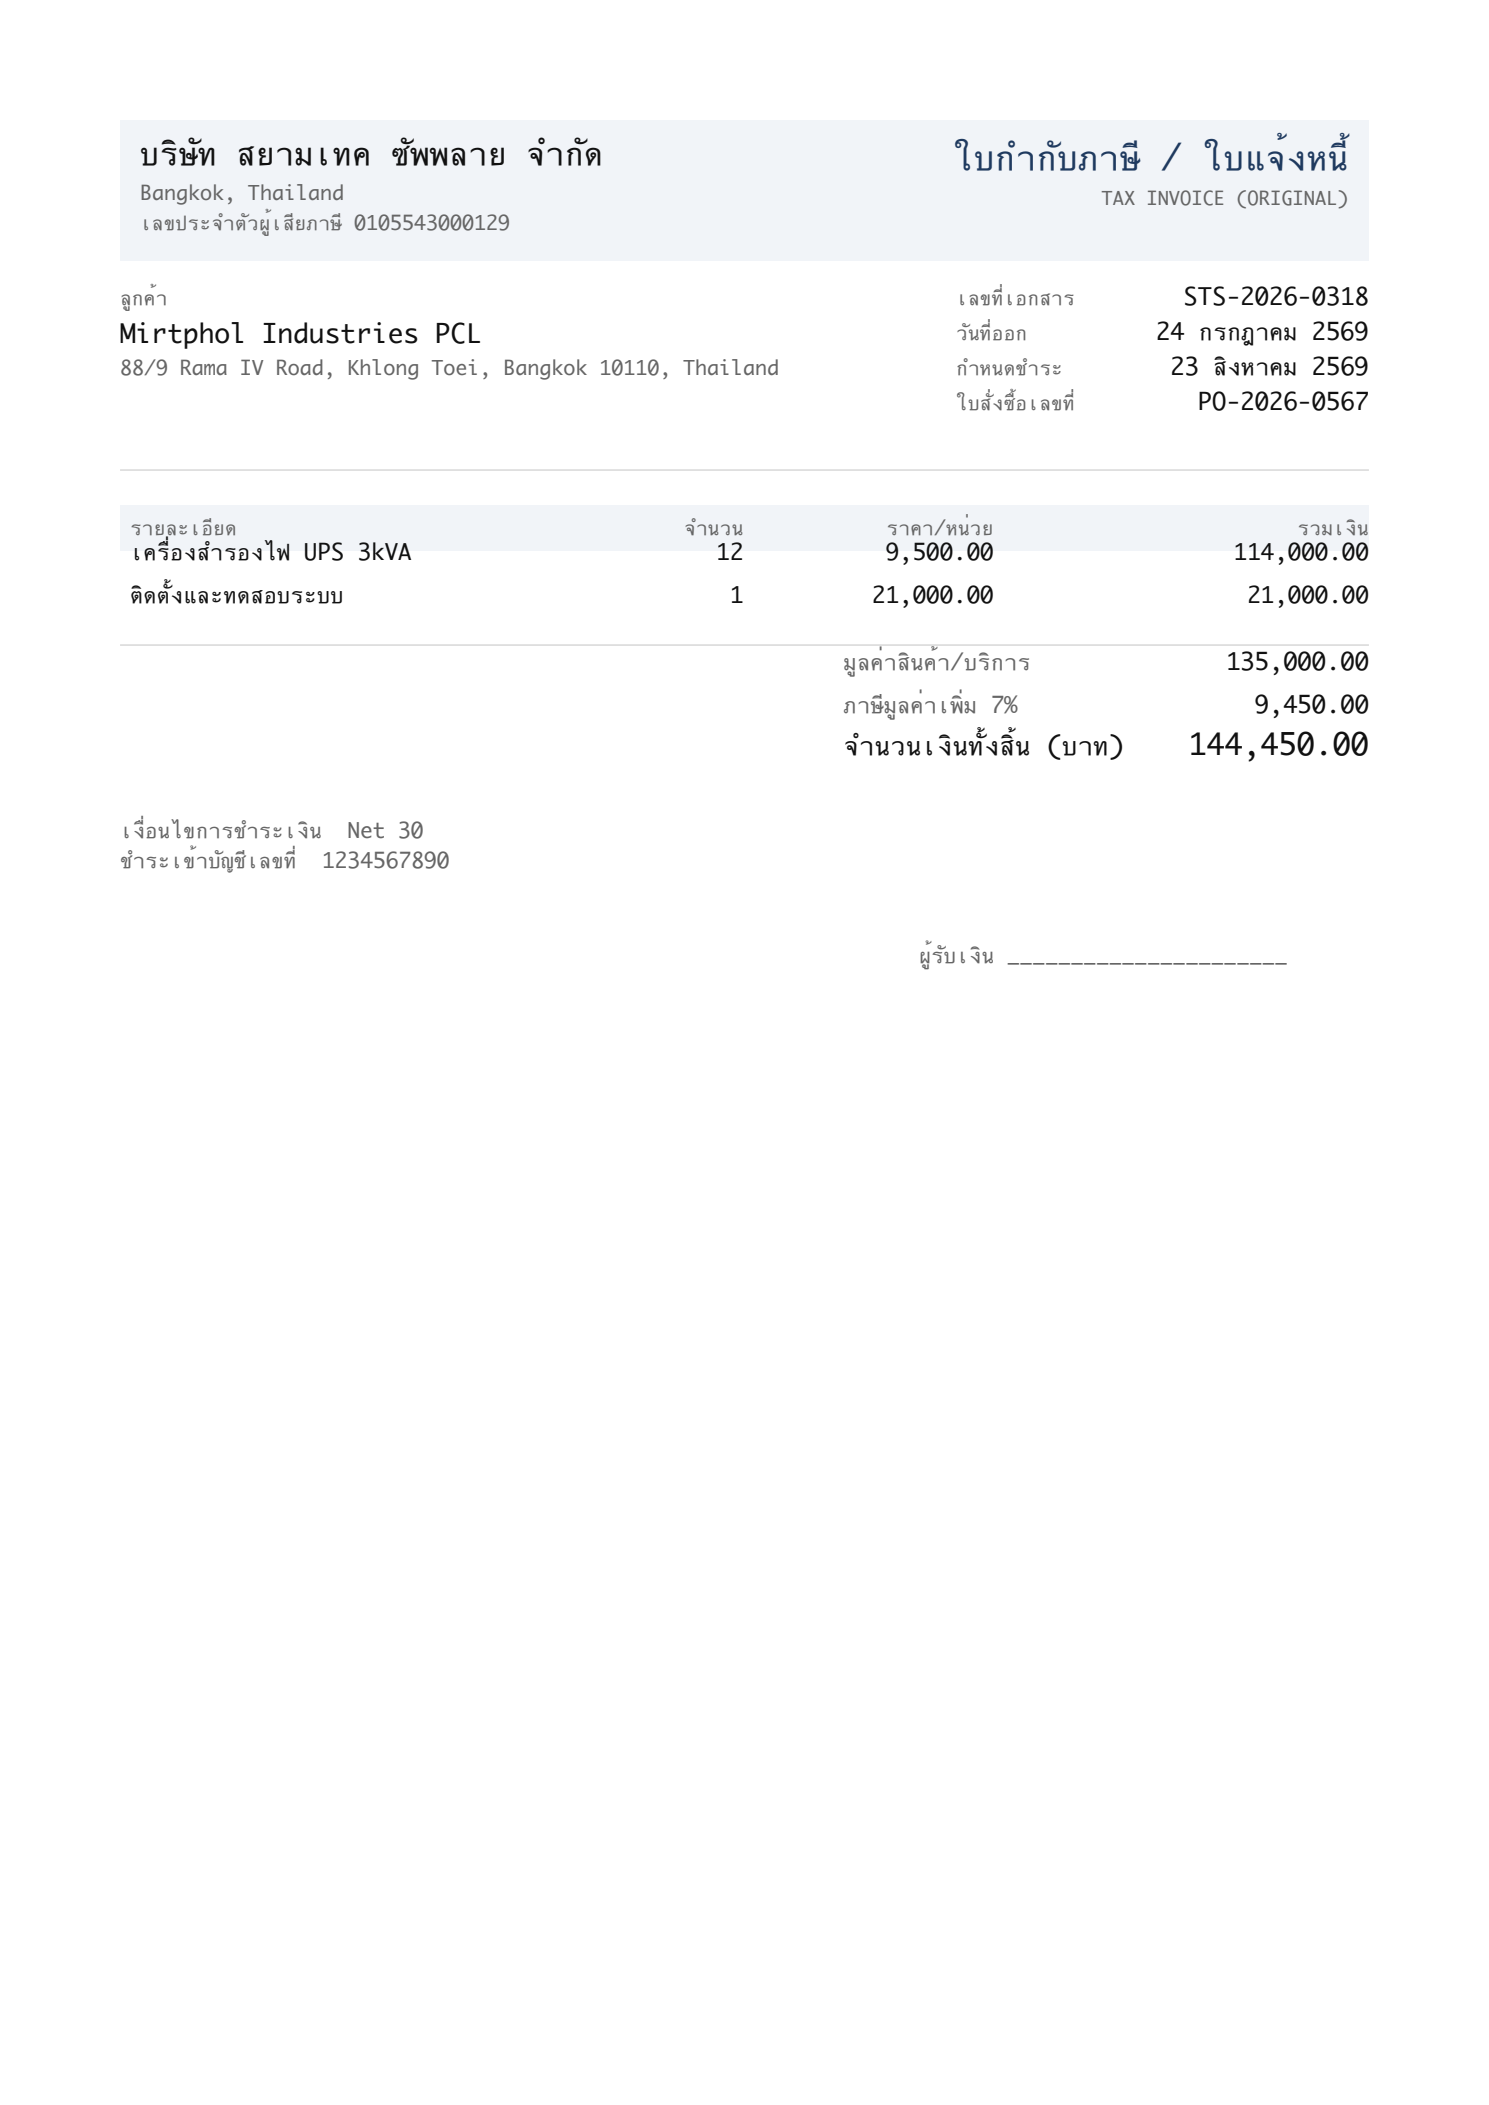 บริษัท สยามเทค ซัพพลาย จำกัด
Bangkok, Thailand
เลขประจำตัวผู้เสียภาษี 0105543000129
ใบกำกับภาษี / ใบแจ้งหนี้
TAX INVOICE (ORIGINAL)
ลูกค้า
Mirtphol Industries PCL
88/9 Rama IV Road, Khlong Toei, Bangkok 10110, Thailand
เลขที่เอกสาร STS-2026-0318
วันที่ออก 24 กรกฎาคม 2569
กำหนดชำระ 23 สิงหาคม 2569
ใบสั่งซื้อเลขที่ PO-2026-0567
รายละเอียด จำนวน ราคา/หน่วย รวมเงิน
เครื่องสำรองไฟ UPS 3kVA 12 9,500.00 114,000.00
ติดตั้งและทดสอบระบบ 1 21,000.00 21,000.00
มูลค่าสินค้า/บริการ 135,000.00
ภาษีมูลค่าเพิ่ม 7% 9,450.00
จำนวนเงินทั้งสิ้น (บาท) 144,450.00
เงื่อนไขการชำระเงิน Net 30
ชำระเข้าบัญชีเลขที่ 1234567890
ผู้รับเงิน ______________________